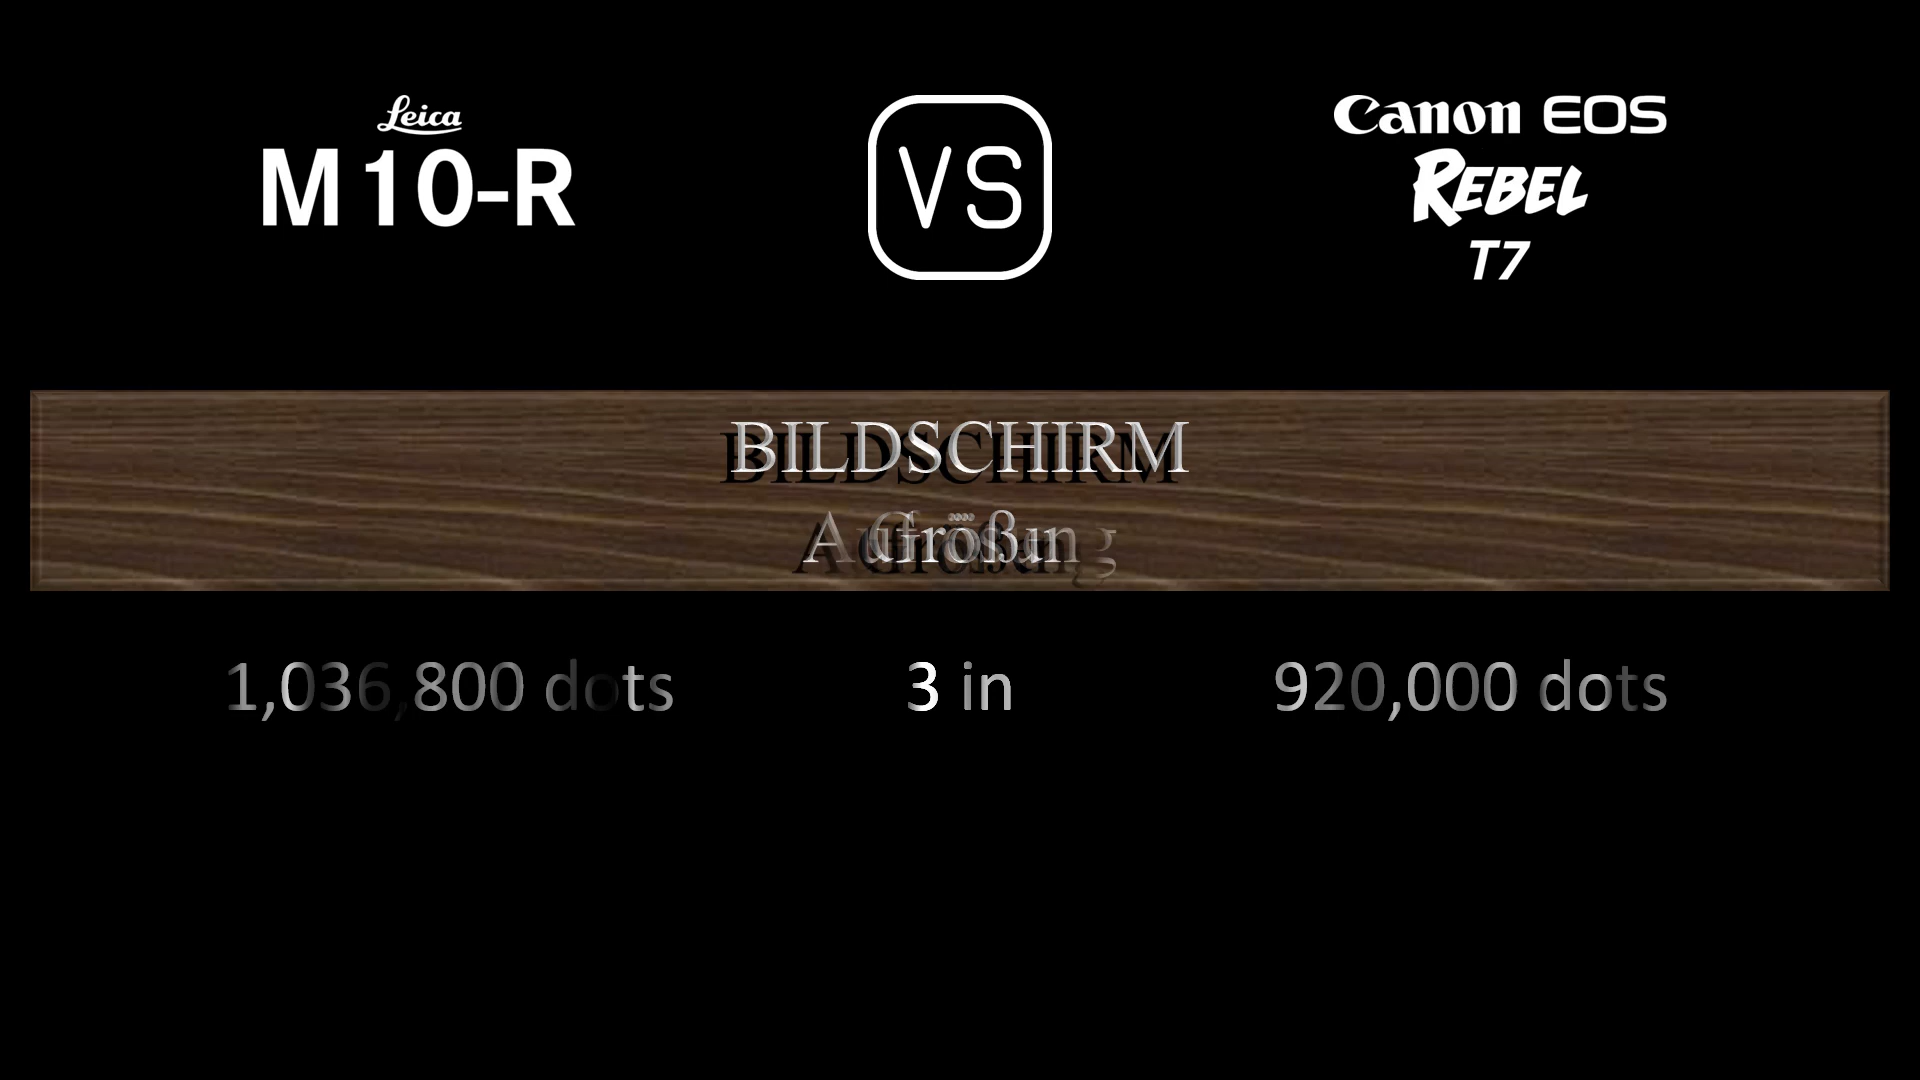 Leica
M10-R
VS
Canon EOS
REBEL
T7
BILDSCHIRM
1,036,800 dots
3 in
920,000 dots